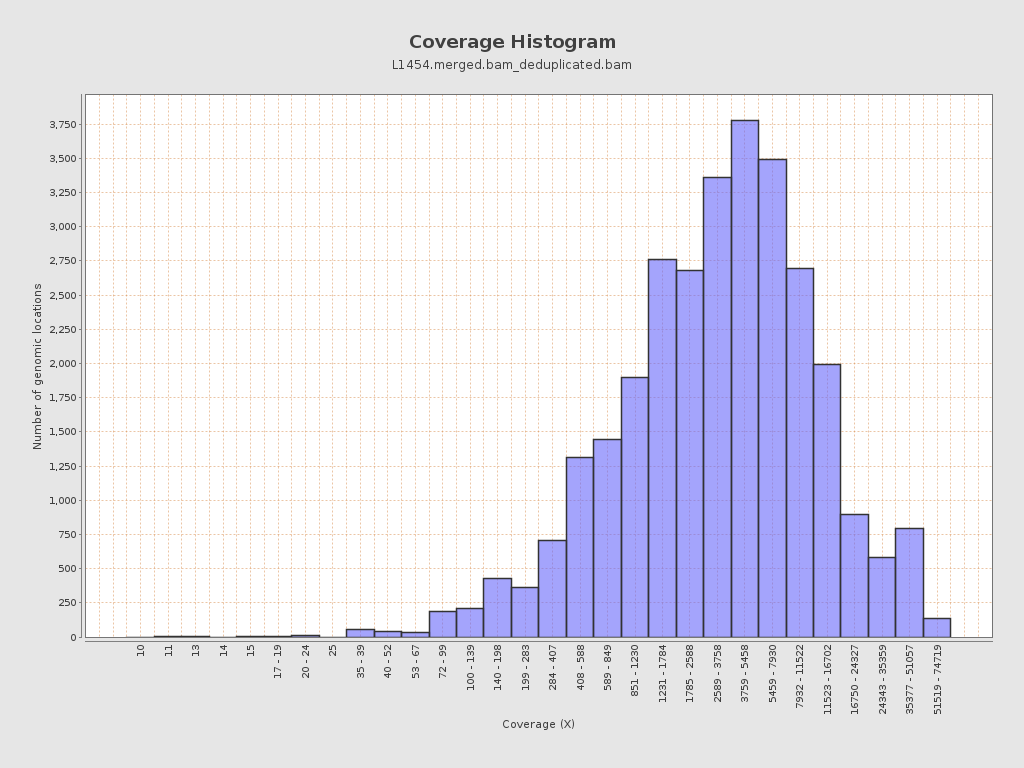 Coverage Histogram
L1454.merged.bam_deduplicated.bam
Number of genomic locations
3,750
3,500
3,250
3,000
2,750
2,500
2,250
2,000
1,750
1,500
1,250
1,000
750
500
250
0
10
11
13
14
15
17 - 19
20 - 24
25
35 - 39
40 - 52
53 - 67
72 - 99
100 - 139
140 - 198
199 - 283
284 - 407
408 - 588
589 - 849
851 - 1230
1231 - 1784
1785 - 2588
2589 - 3758
3759 - 5458
5459 - 7930
7932 - 11522
11523 - 16702
16750 - 24327
24343 - 35359
35377 - 51057
51519 - 74719
Coverage (X)